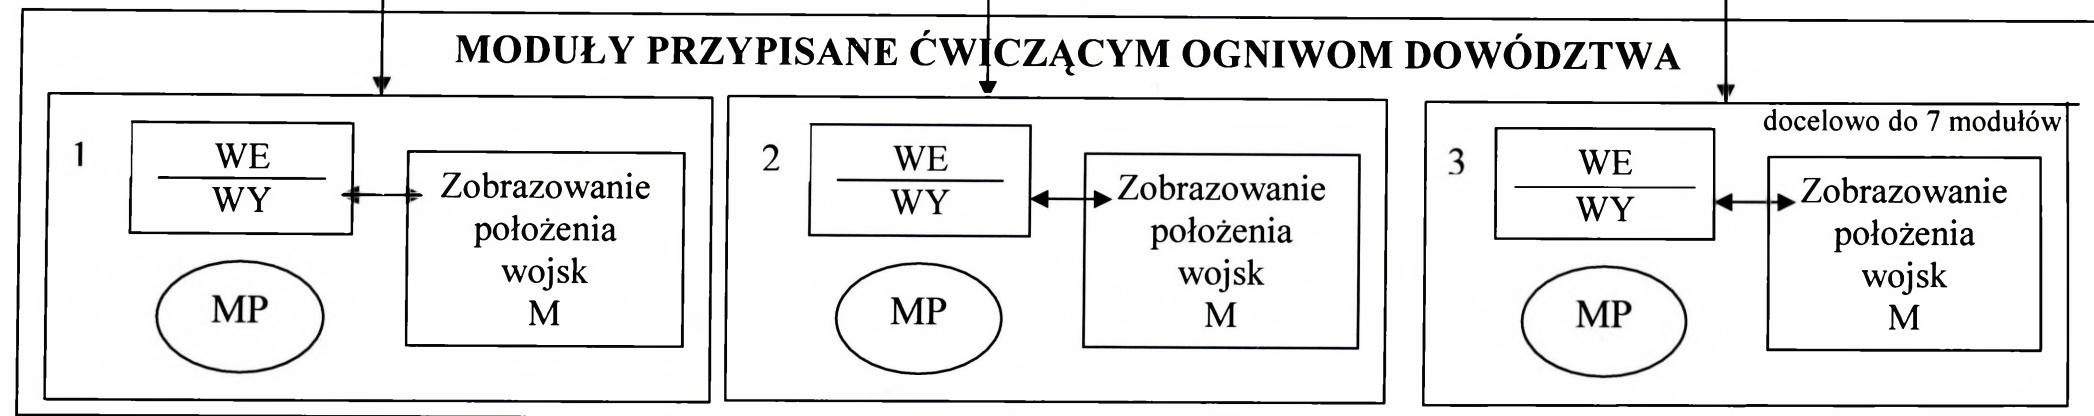 MODUŁY PRZYPISANE ĆWICZĄCYM OGNIWOM DOWÓDZTWA
1
WE
WY
Zobrazowanie
położenia
wojsk
M
MP
2
WE
WY
Zobrazowanie
położenia
wojsk
M
MP
docelowo do 7 modułów
3
WE
WY
Zobrazowanie
położenia
wojsk
M
MP